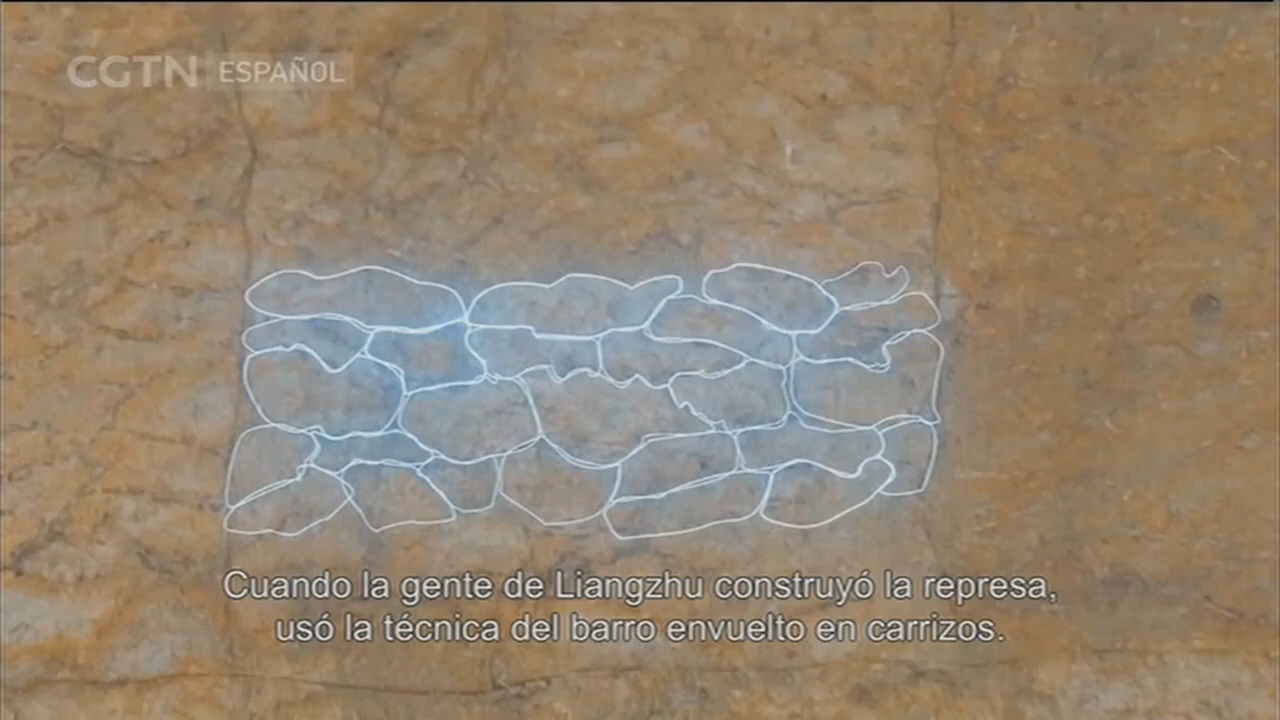 CGTN ESPAÑOL
Cuando la gente de Liangzhu construyó la represa,
usó la técnica del barro envuelto en carrizos.